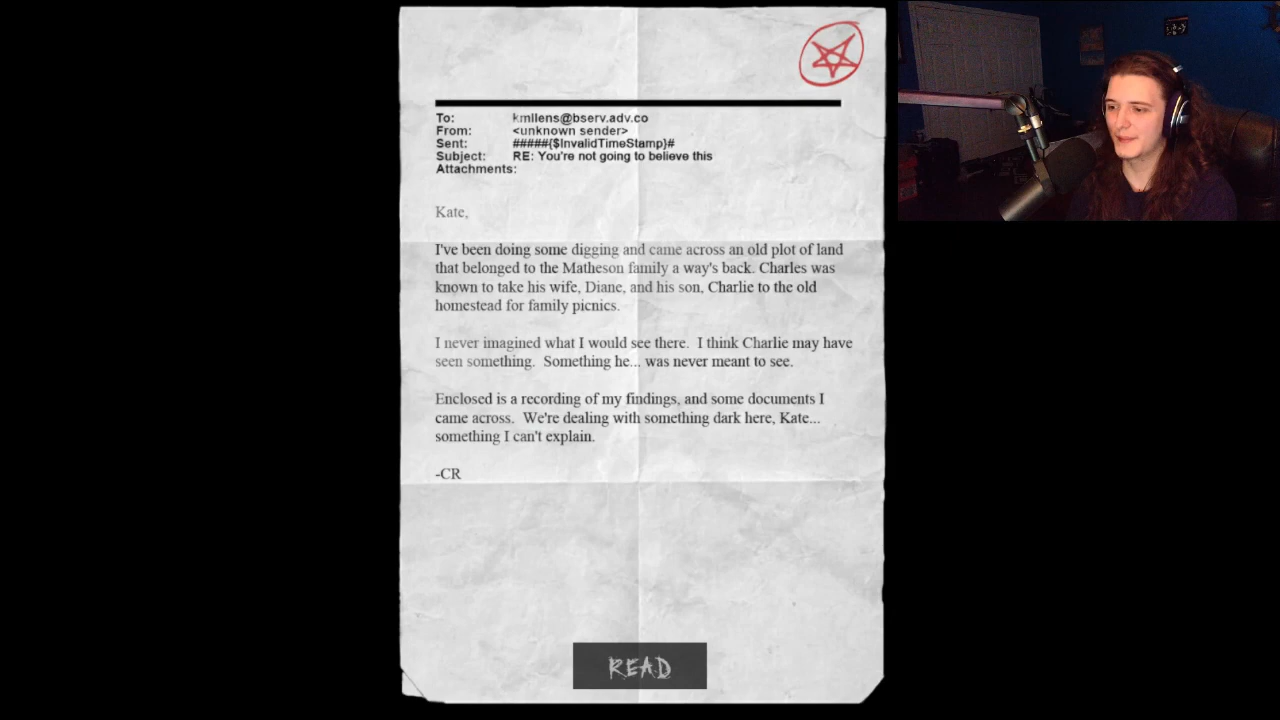 To: kmilens@bserv.adv.co
From: <unknown sender>
Sent: #####{$InvalidTimeStamp}#
Subject: RE: You're not going to believe this
Attachments:
Kate,
I've been doing some digging and came across an old plot of land
that belonged to the Matheson family a way's back. Charles was
known to take his wife, Diane, and his son, Charlie to the old
homestead for family picnics.
I never imagined what I would see there.  I think Charlie may have
seen something.  Something he... was never meant to see.
Enclosed is a recording of my findings, and some documents I
came across.  We're dealing with something dark here, Kate...
something I can't explain.
-CR
READ